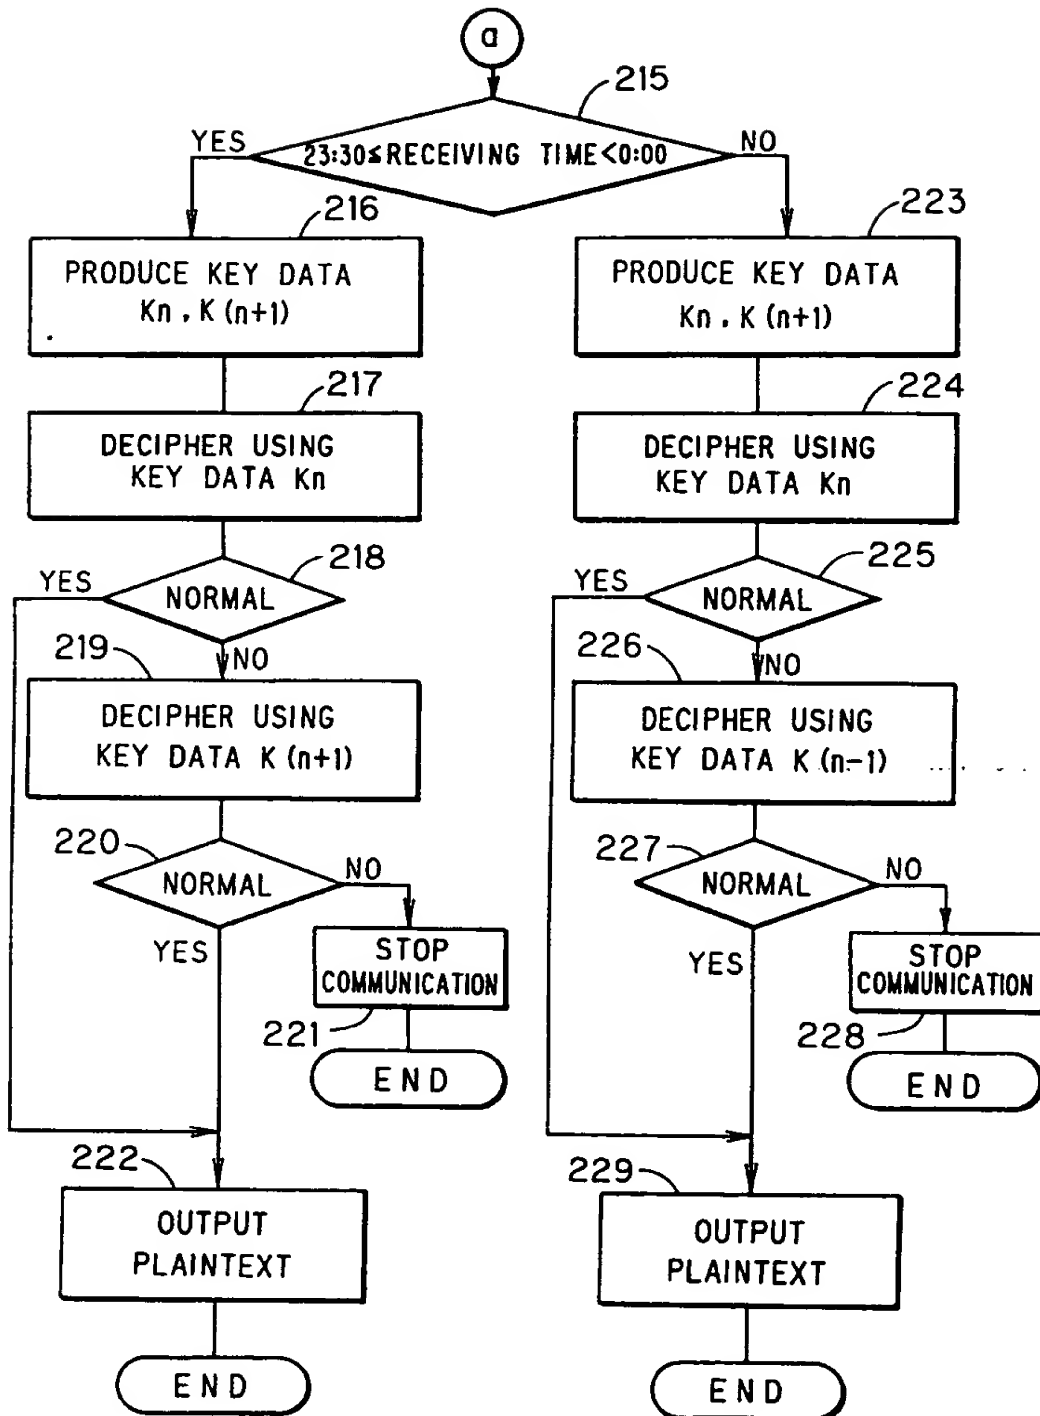 a
215
YES
23:30≤RECEIVING TIME<0:00
NO
216
PRODUCE KEY DATA
Kn, K(n+1)
217
DECIPHER USING
KEY DATA Kn
218
YES
NORMAL
NO
219
DECIPHER USING
KEY DATA K(n+1)
220
NORMAL
NO
YES
STOP
COMMUNICATION
221
END
222
OUTPUT
PLAINTEXT
END
223
PRODUCE KEY DATA
Kn, K(n+1)
224
DECIPHER USING
KEY DATA Kn
225
YES
NORMAL
NO
226
DECIPHER USING
KEY DATA K(n-1)
227
NORMAL
NO
YES
STOP
COMMUNICATION
228
END
229
OUTPUT
PLAINTEXT
END